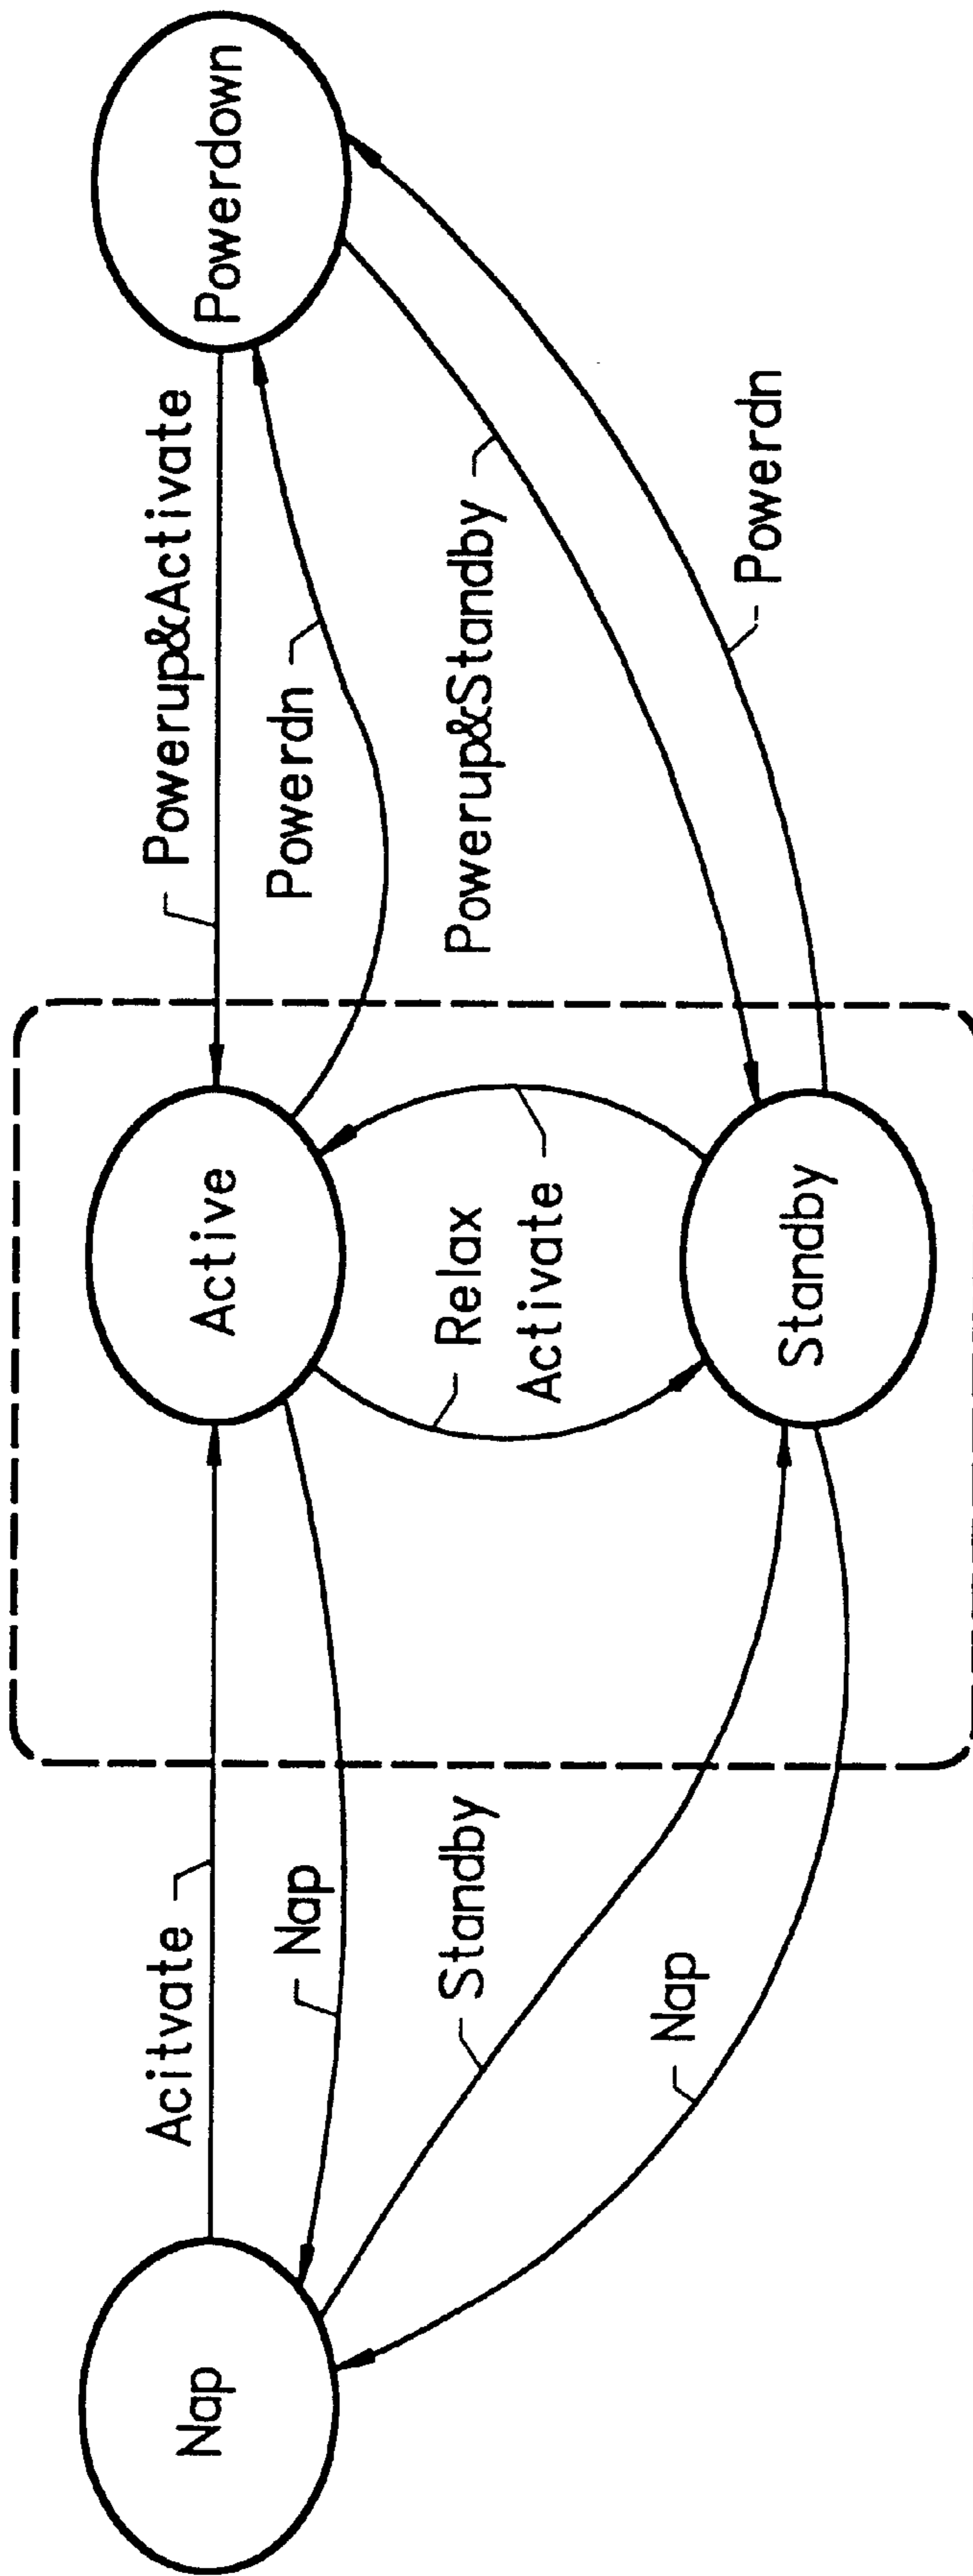 Nap
Acitvate
Nap
Standby
Nap
Active
Relax
Activate
Standby
Powerup&Activate
Powerdn
Powerup&Standby
Powerdn
Powerdown